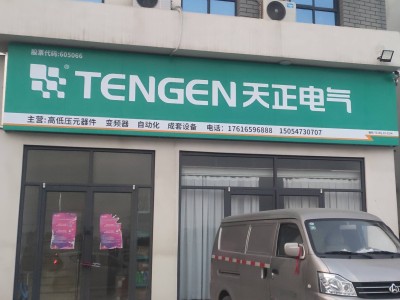 股票代码:605066
TENGEN 天正电气
主营:高低压元器件 变频器 自动化 成套设备 电话:17616596888 15054730707